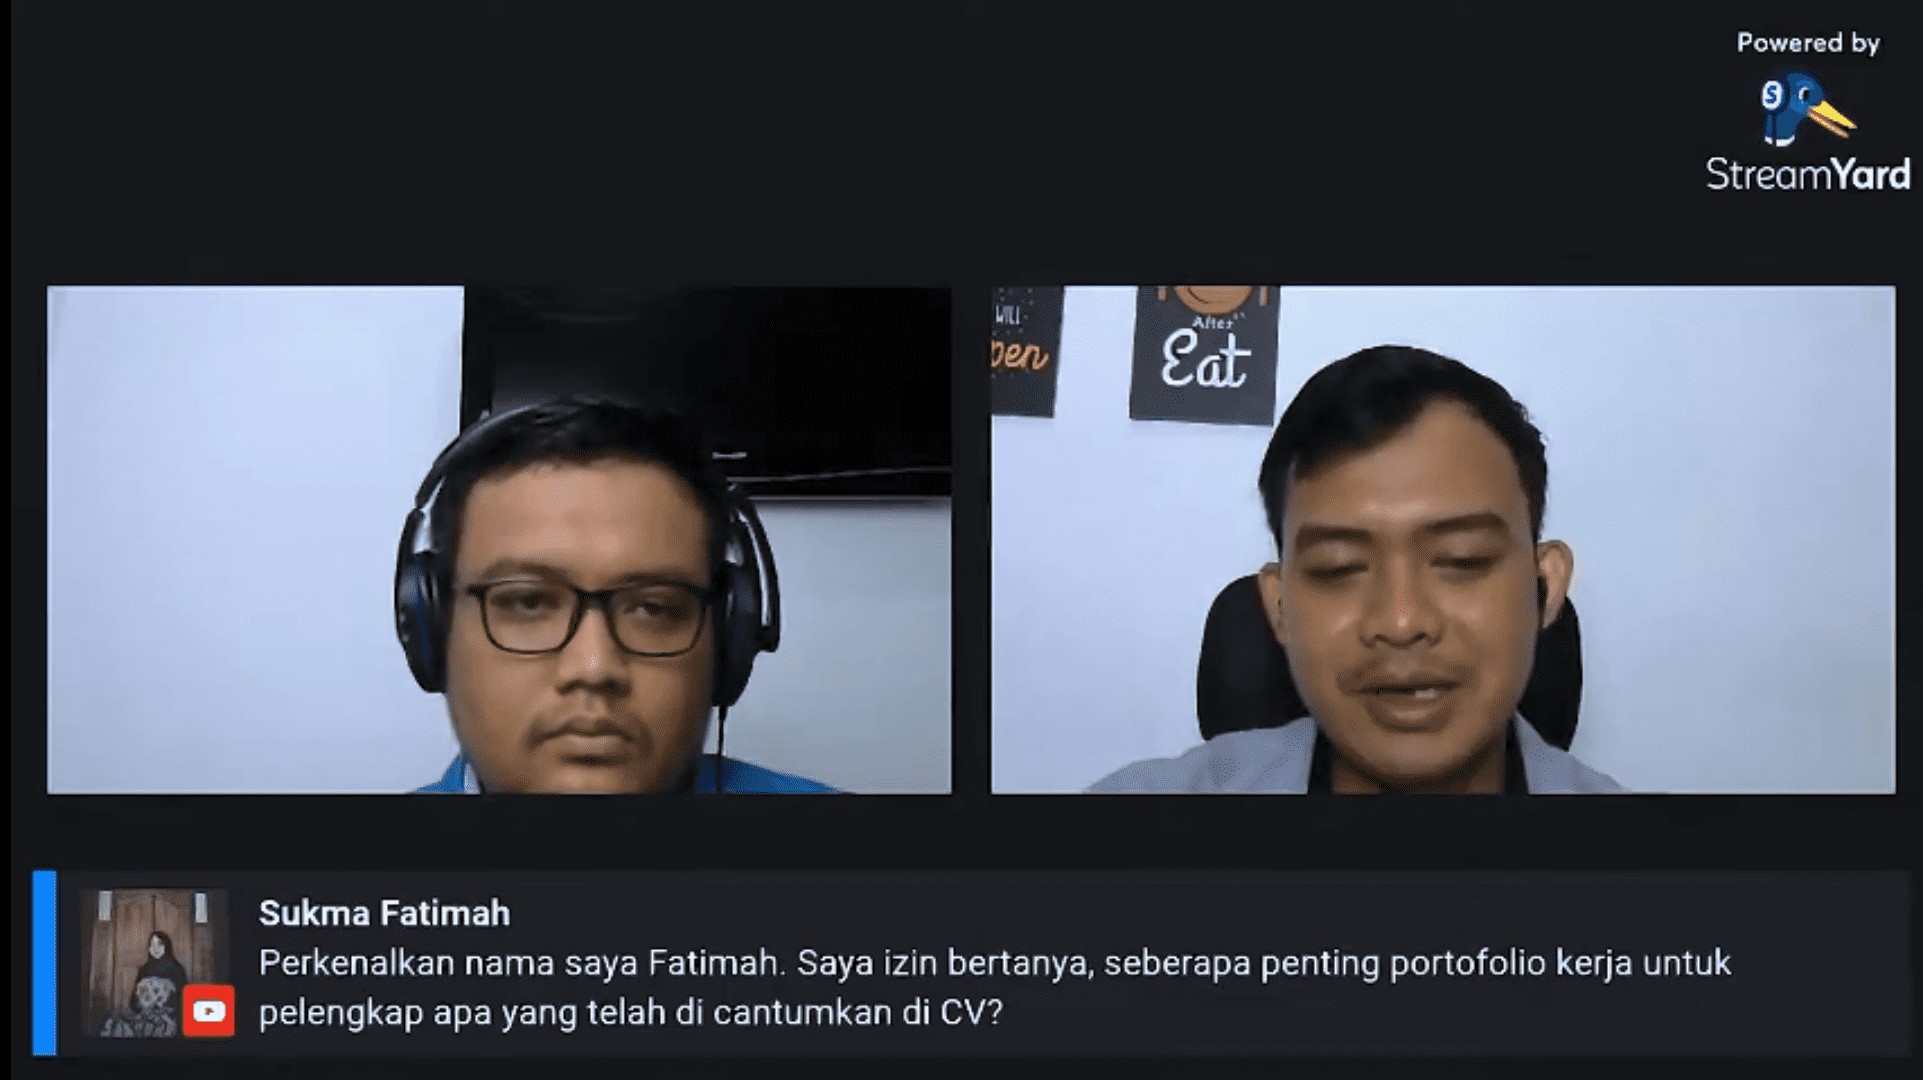 Powered by
S
StreamYard
WILL
pen
After
Eat
Sukma Fatimah
Perkenalkan nama saya Fatimah. Saya izin bertanya, seberapa penting portofolio kerja untuk
pelengkap apa yang telah di cantumkan di CV?